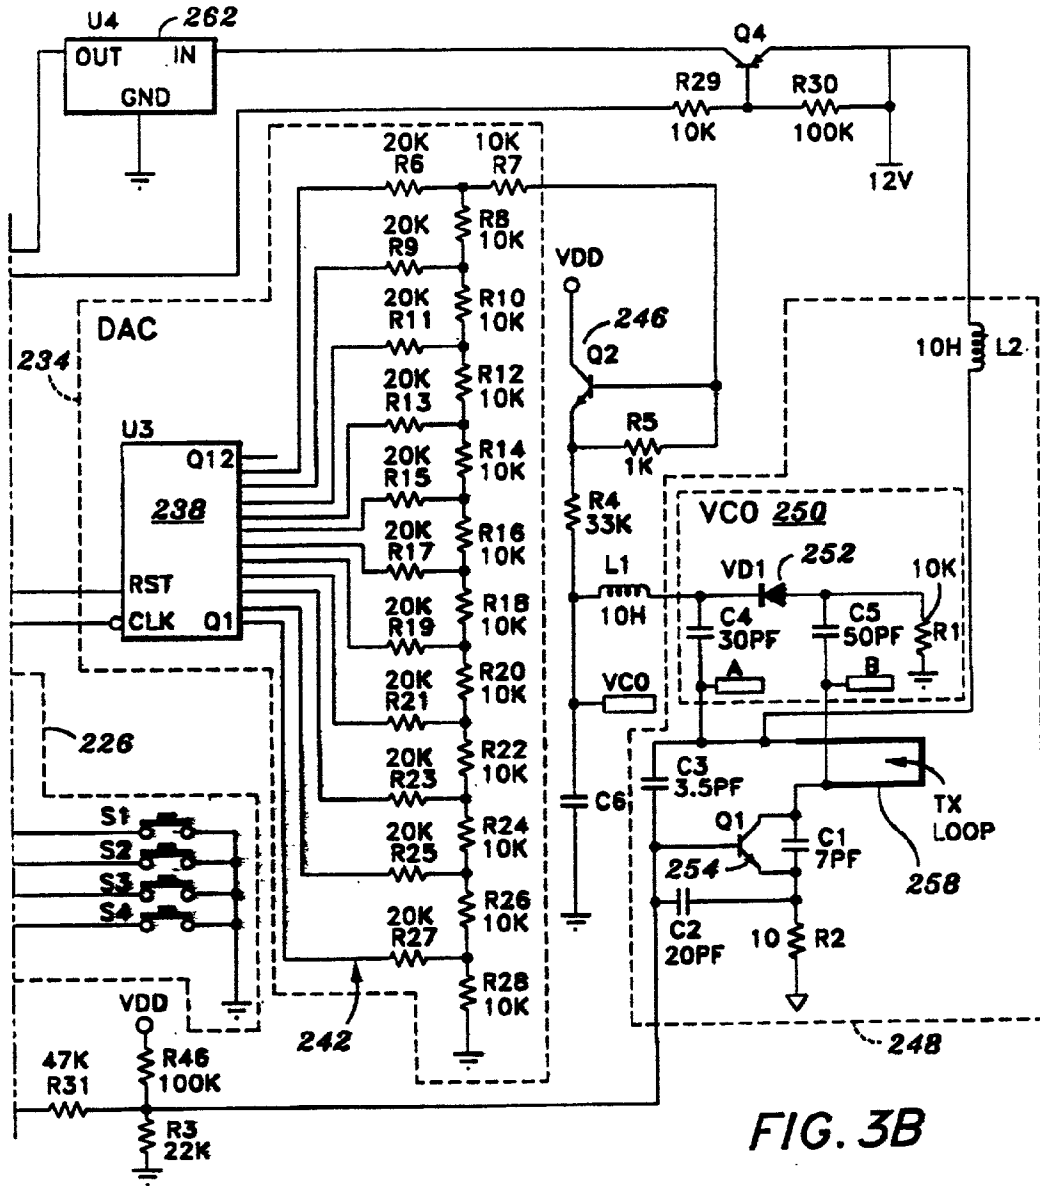 U4
262
OUT IN
GND
Q4
R29
10K
R30
100K
12V
20K
R6
10K
R7
R8
10K
20K
R9
R10
10K
20K
R11
R12
10K
20K
R13
R14
10K
20K
R15
R16
10K
20K
R17
R18
10K
20K
R19
R20
10K
20K
R21
R22
10K
20K
R23
R24
10K
20K
R25
R26
10K
20K
R27
R28
10K
242
DAC
234
U3
Q12
238
RST
CLK Q1
VDD
246
Q2
R5
1K
R4
33K
L1
10H
VCO
C6
10H L2
VCO 250
VD1
252
10K
R1
C4
30PF
C5
50PF
A
B
C3
3.5PF
TX
LOOP
258
Q1
254
C1
7PF
C2
20PF
10 R2
248
226
S1
S2
S3
S4
VDD
R46
100K
47K
R31
R3
22K
FIG. 3B